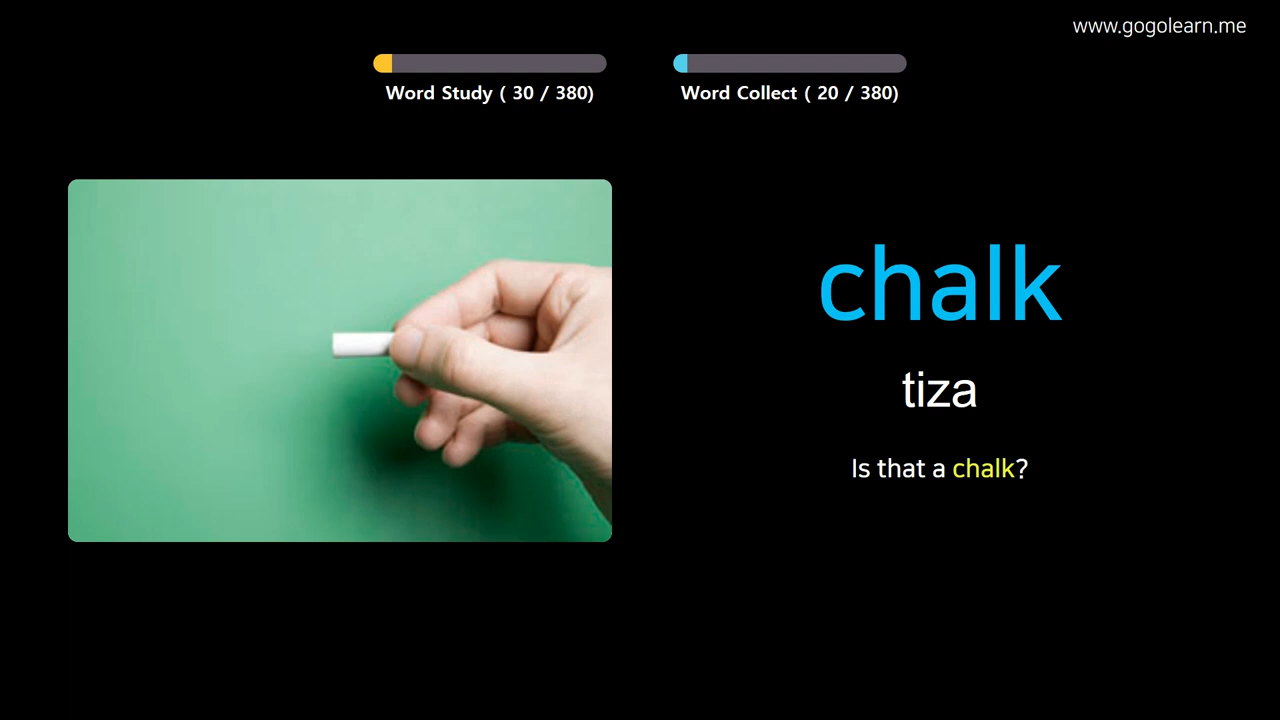 www.gogolearn.me
Word Study ( 30 / 380)
Word Collect ( 20 / 380)
chalk
tiza
Is that a chalk?